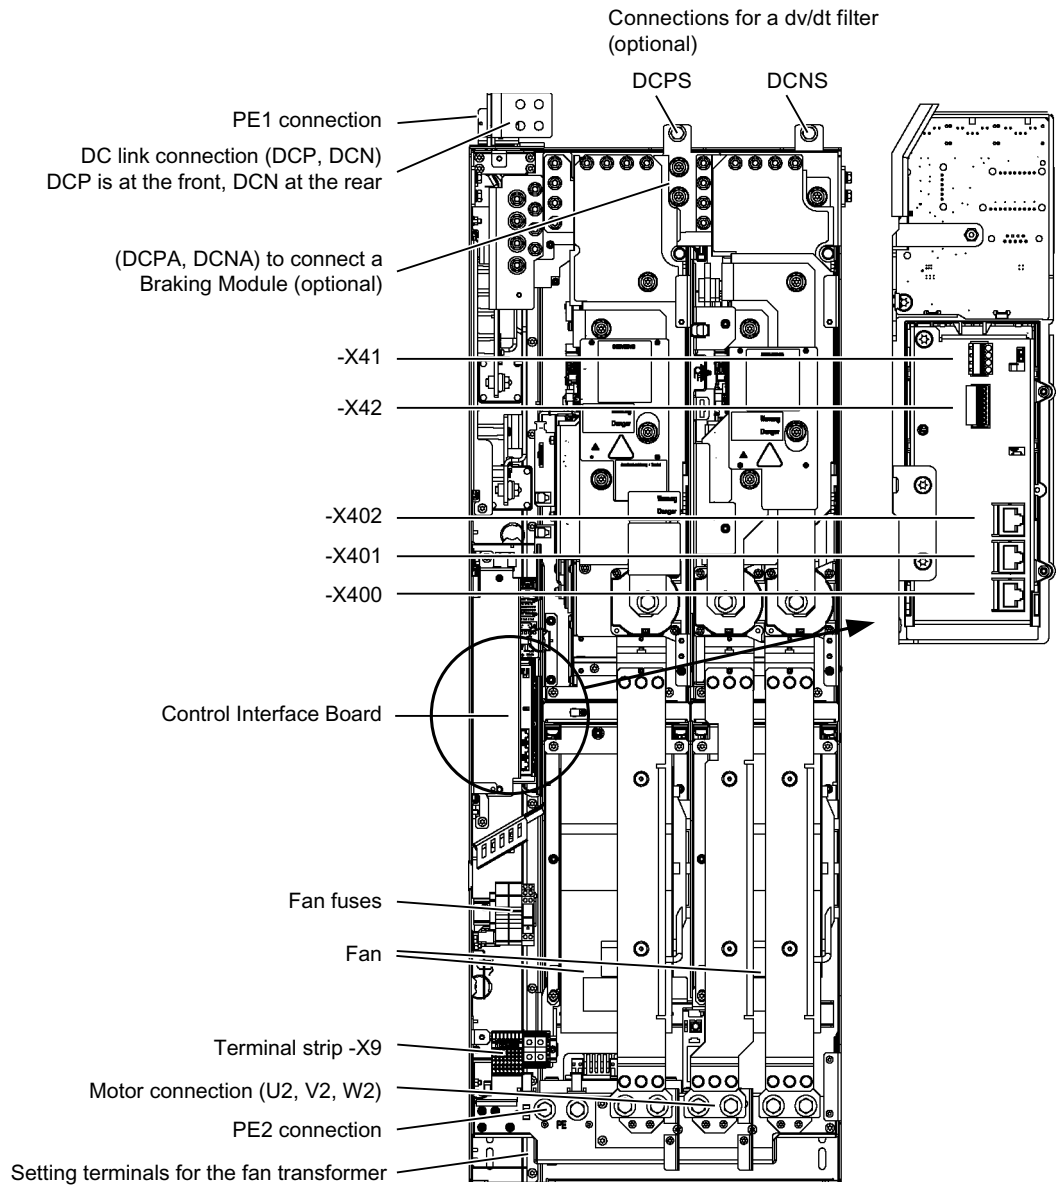 Connections for a dv/dt filter
(optional)
DCPS
DCNS
PE1 connection
DC link connection (DCP, DCN)
DCP is at the front, DCN at the rear
(DCPA, DCNA) to connect a
Braking Module (optional)
-X41
-X42
-X402
-X401
-X400
Control Interface Board
Fan fuses
Fan
Terminal strip -X9
Motor connection (U2, V2, W2)
PE2 connection
Setting terminals for the fan transformer
SIEMENS
Warnung
Danger
Warnung
Danger
Warnung
Danger
PE